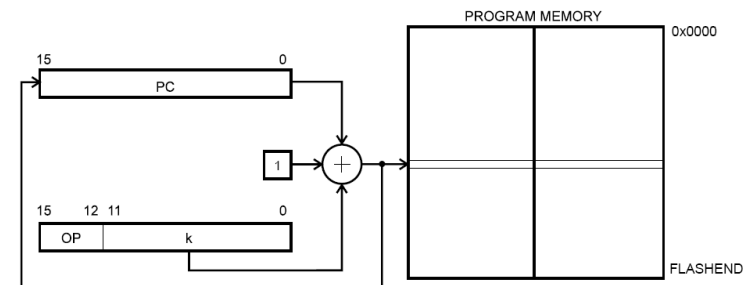 PROGRAM MEMORY
0x0000
15 0
PC
1
15 12 11 0
OP k
FLASHEND